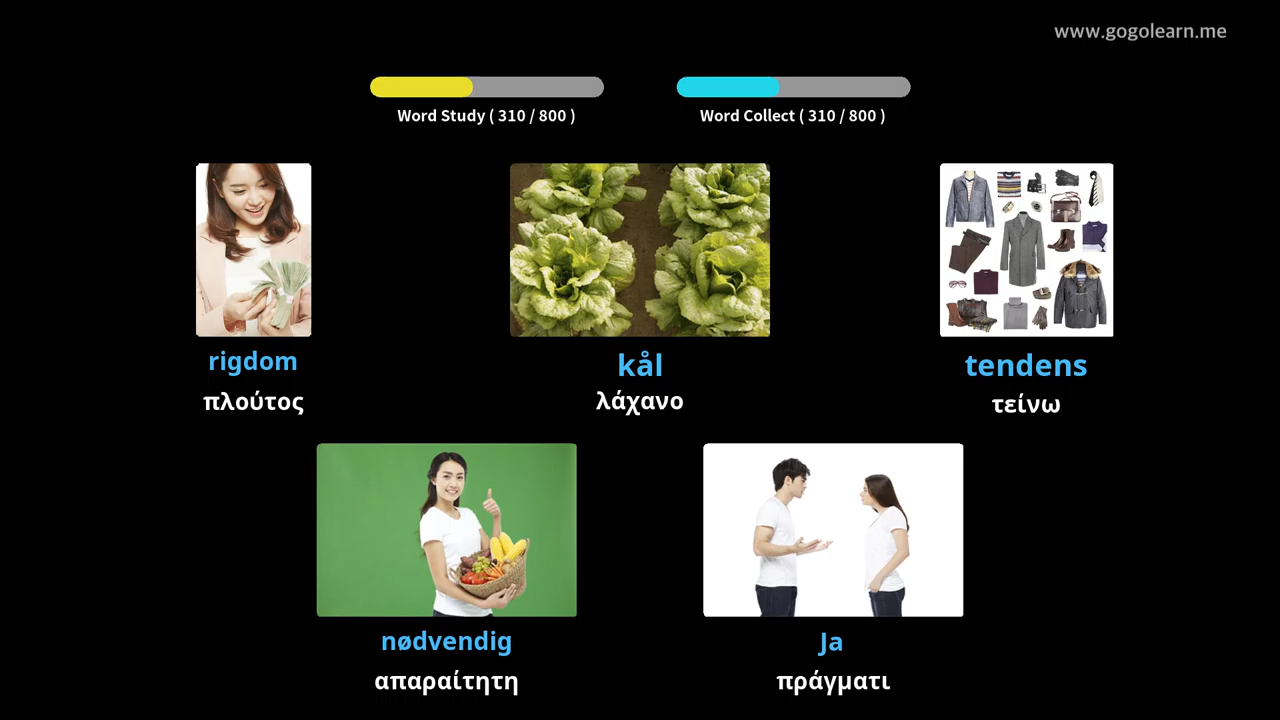 www.gogolearn.me
Word Study ( 310 / 800 )
Word Collect ( 310 / 800 )
rigdom
πλούτος
kål
λάχανο
tendens
τείνω
nødvendig
απαραίτητη
Ja
πράγματι